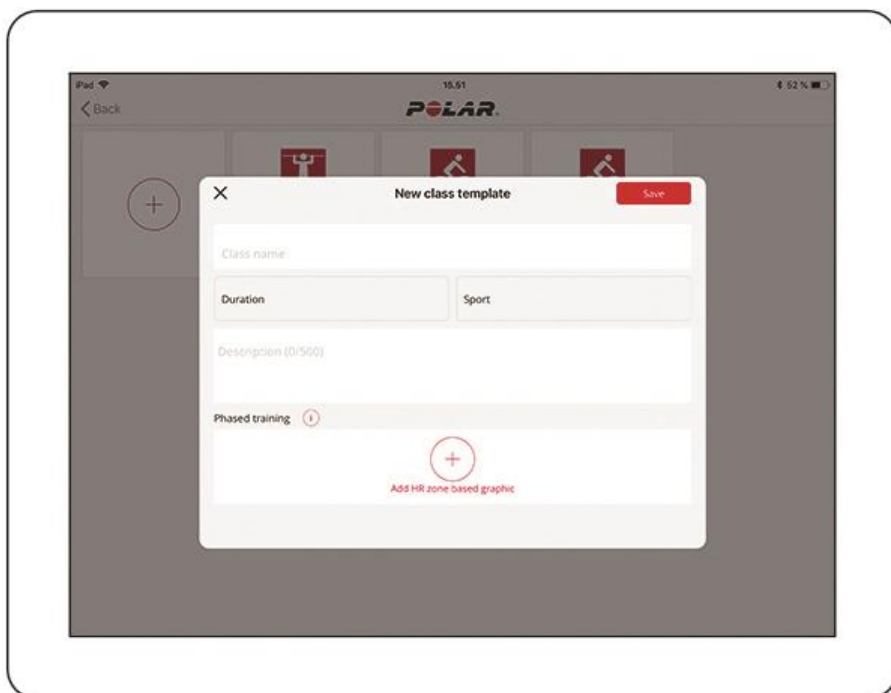 iPad 15.51 52 %
Back POLAR
New class template Save
Class name
Duration Sport
Description (0/500)
Phased training i
Add HR zone based graphic